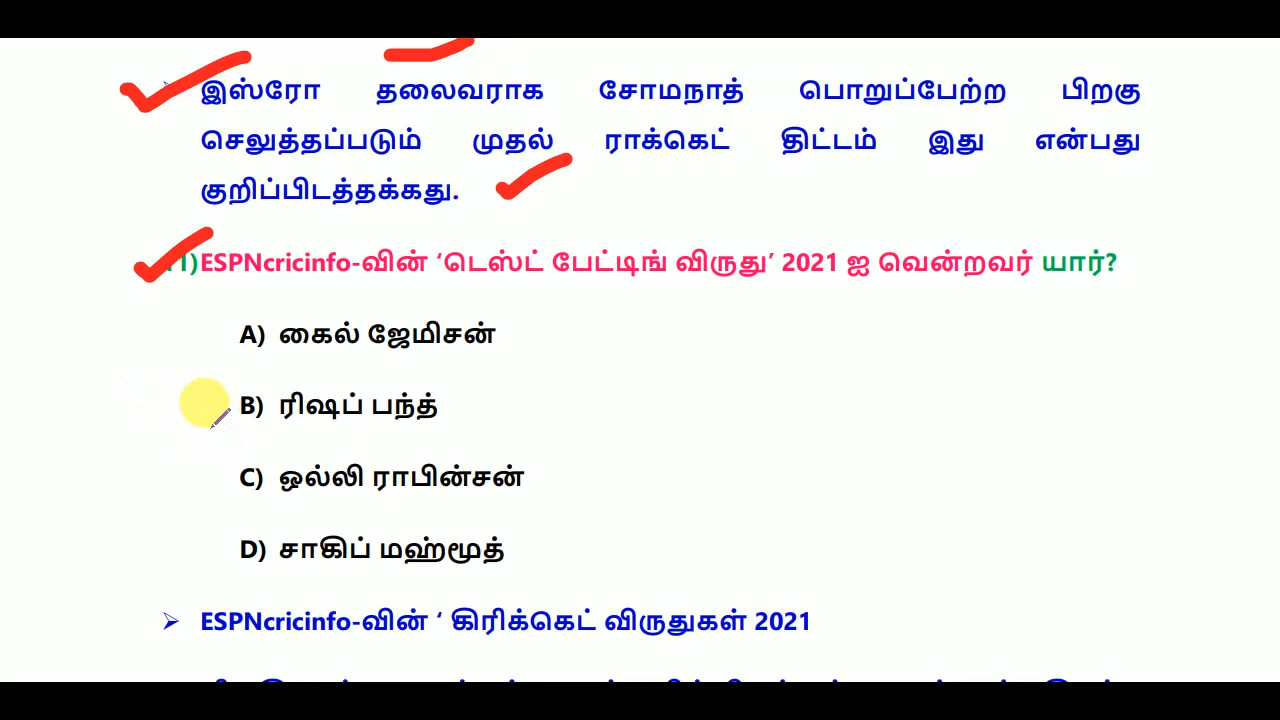 இஸ்ரோ தலைவராக சோமநாத் பொறுப்பேற்ற பிறகு
செலுத்தப்படும் முதல் ராக்கெட் திட்டம் இது என்பது
குறிப்பிடத்தக்கது.
11)ESPNcricinfo-வின் ‘டெஸ்ட் பேட்டிங் விருது’ 2021 ஐ வென்றவர் யார்?
A) கைல் ஜேமிசன்
B) ரிஷப் பந்த்
C) ஒல்லி ராபின்சன்
D) சாகிப் மஹ்மூத்
➢ ESPNcricinfo-வின் ‘ கிரிக்கெட் விருதுகள் 2021